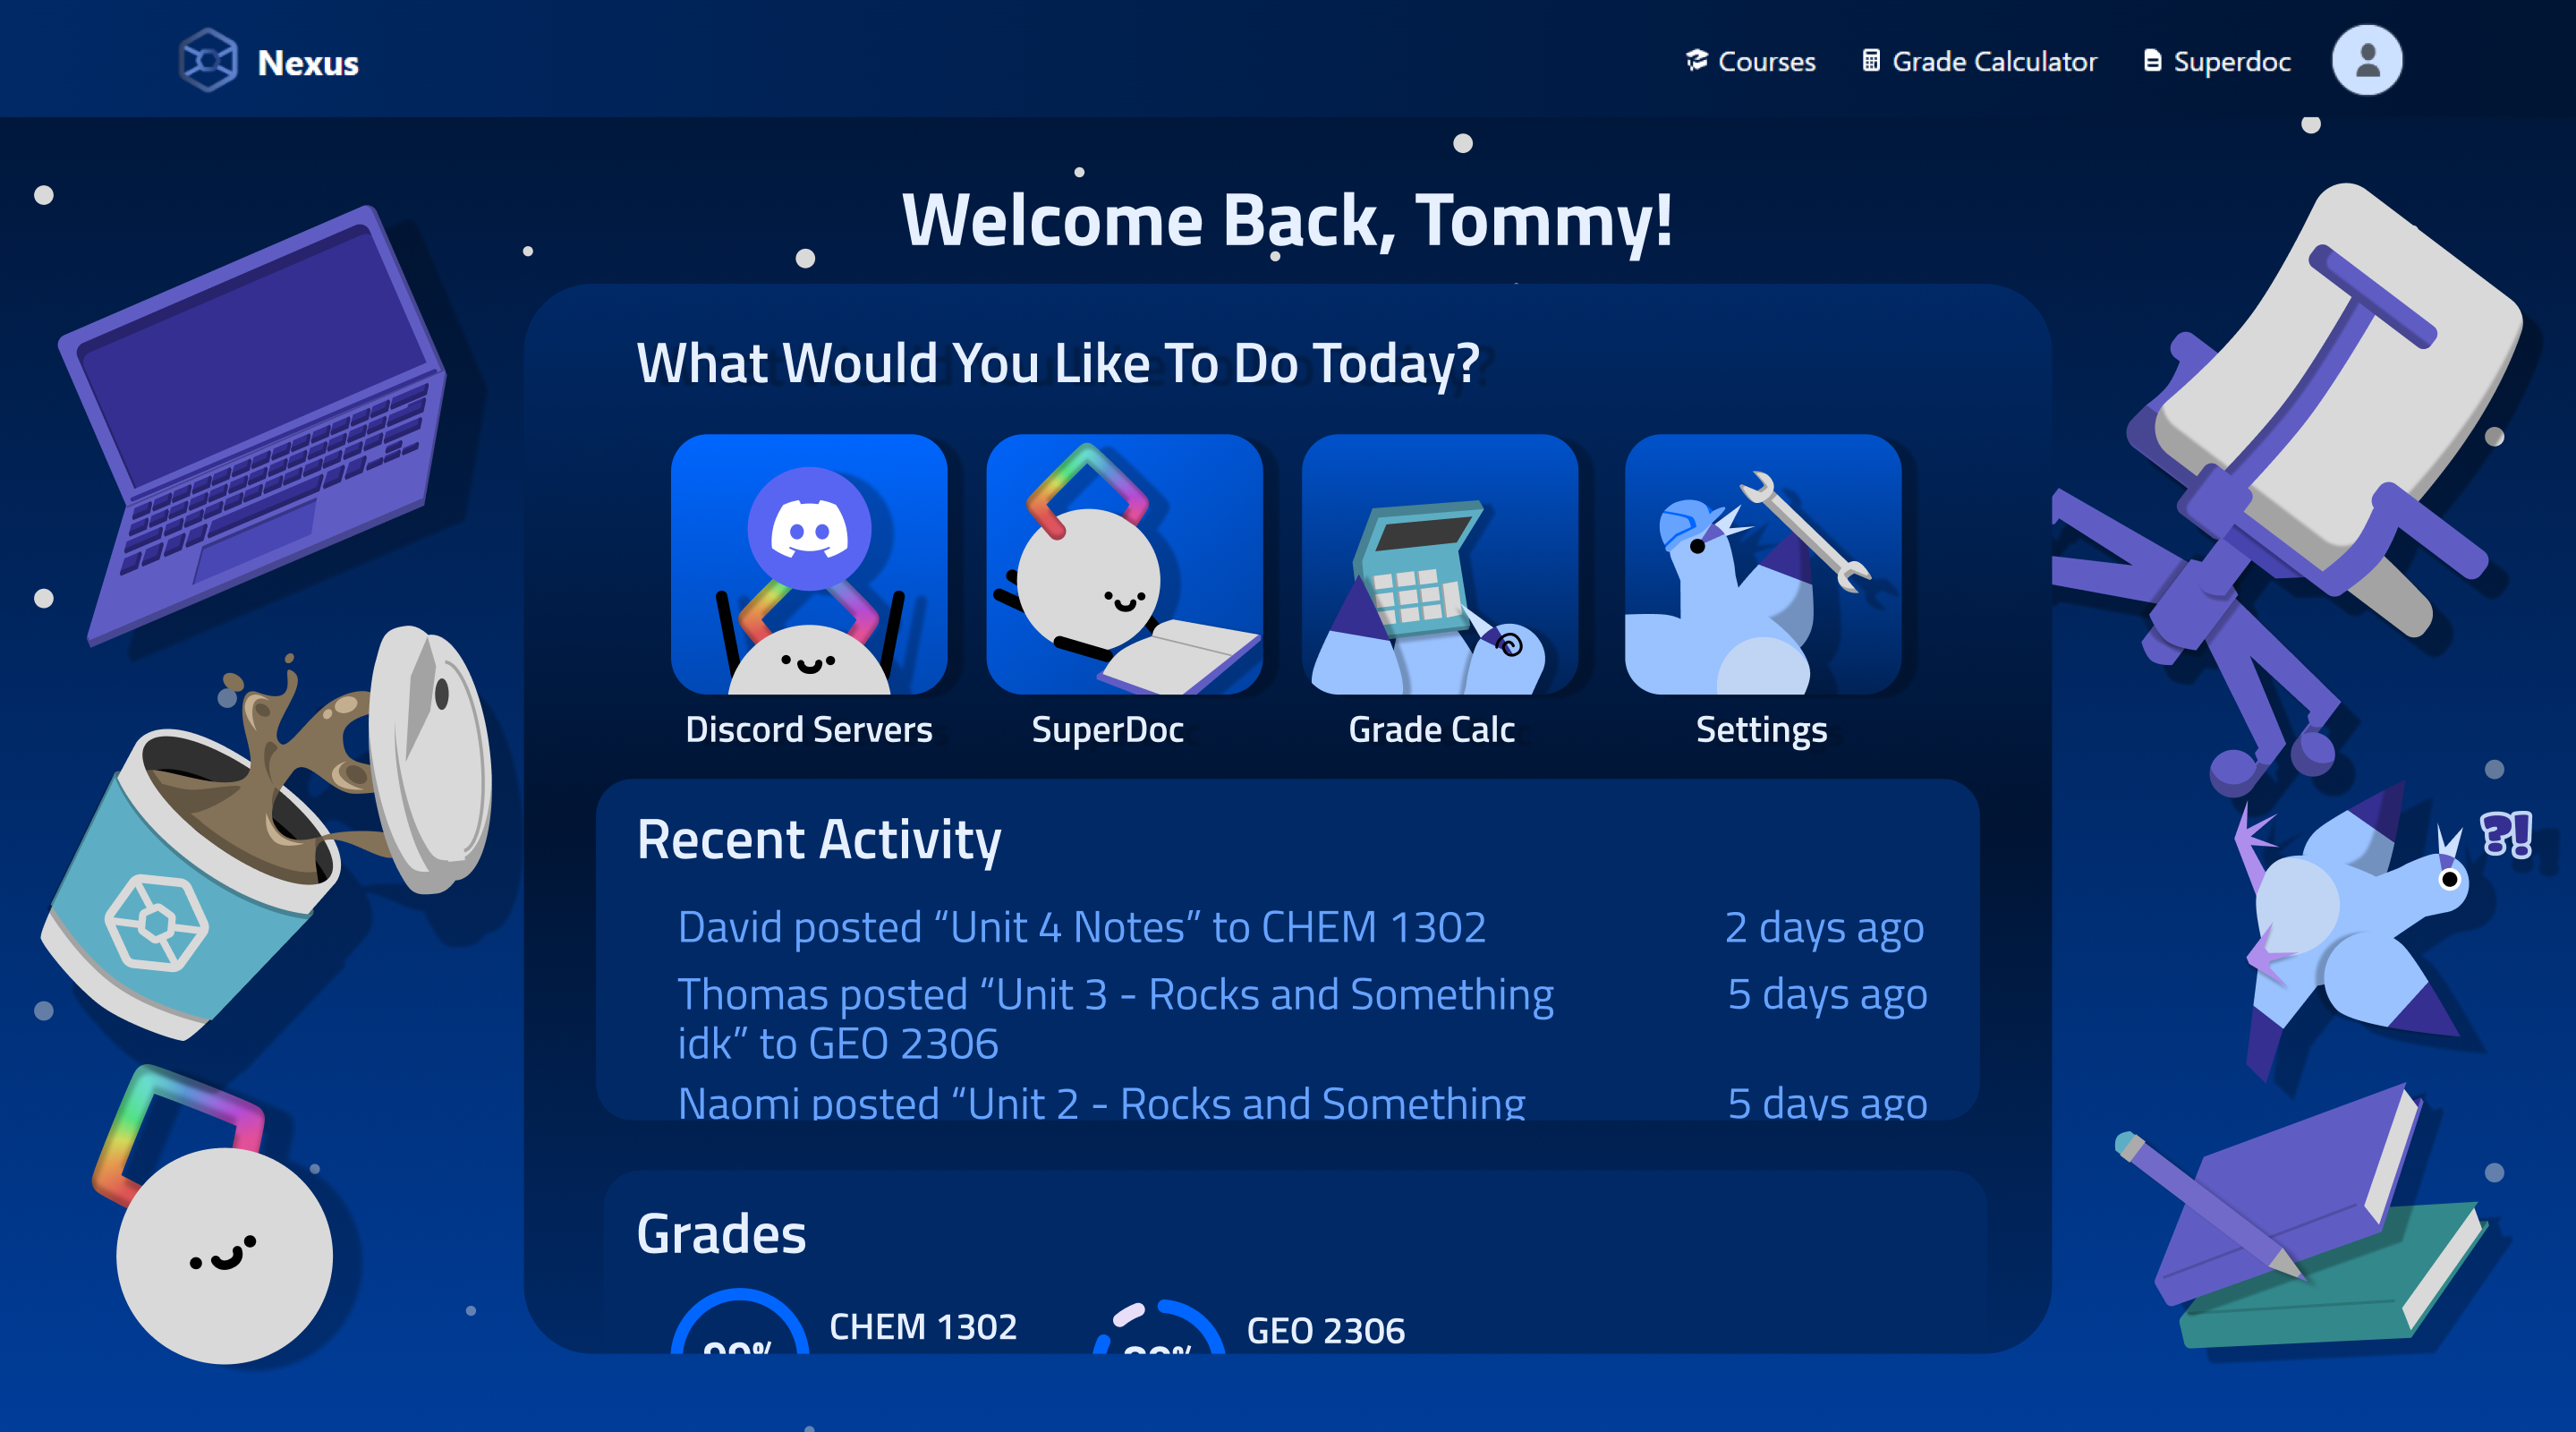 Nexus
Courses
Grade Calculator
Superdoc
Welcome Back, Tommy!
What Would You Like To Do Today?
Discord Servers
SuperDoc
Grade Calc
Settings
Recent Activity
David posted “Unit 4 Notes” to CHEM 1302
2 days ago
Thomas posted “Unit 3 - Rocks and Something
idk” to GEO 2306
5 days ago
?!
Naomi posted “Unit 2 - Rocks and Something
5 days ago
Grades
CHEM 1302
GEO 2306